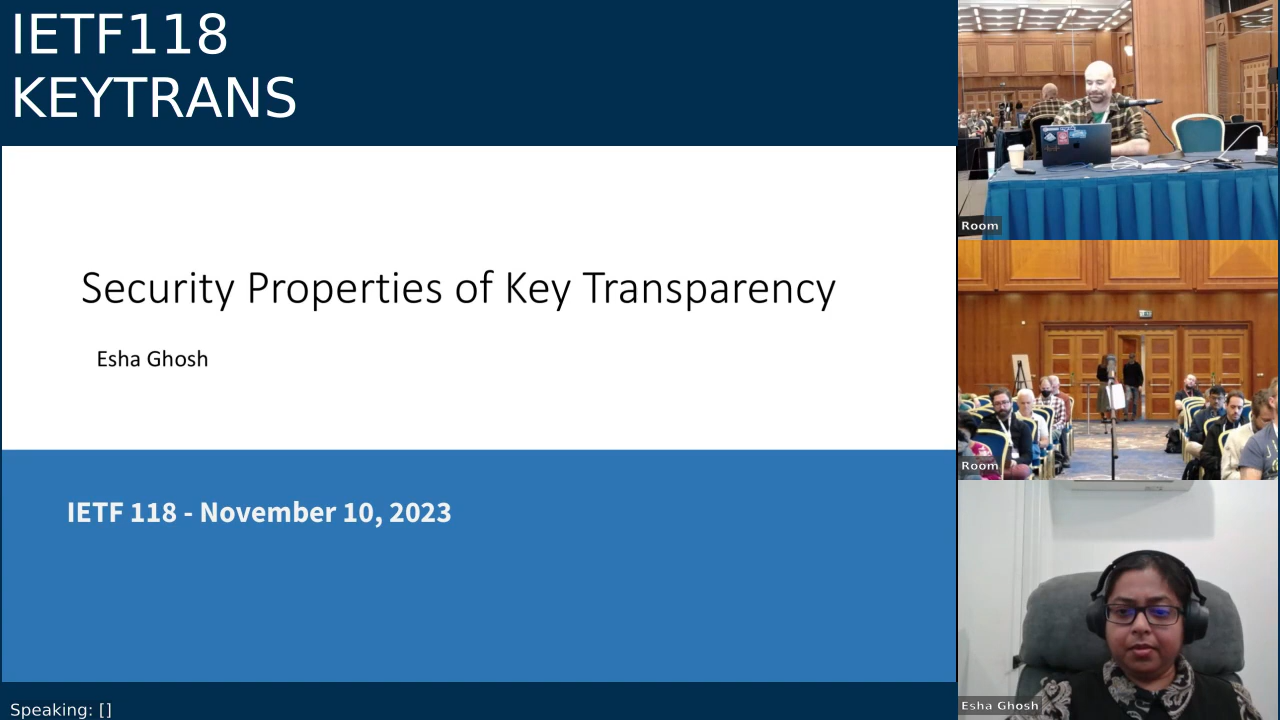 IETF118
KEYTRANS
Security Properties of Key Transparency
Esha Ghosh
IETF 118 - November 10, 2023
Speaking: []
Room
Room
Esha Ghosh